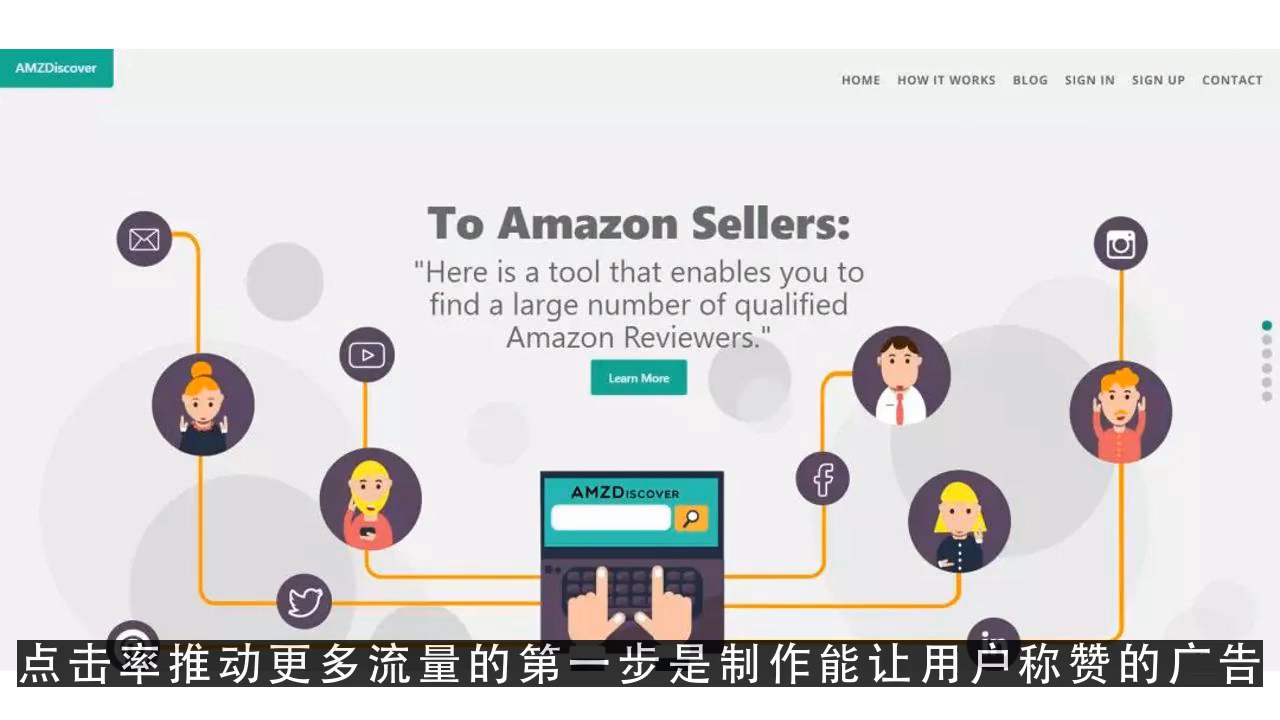 AMZDiscover
HOME HOW IT WORKS BLOG SIGN IN SIGN UP CONTACT
To Amazon Sellers:
"Here is a tool that enables you to
find a large number of qualified
Amazon Reviewers."
Learn More
AMZDISCOVER
in
点击率推动更多流量的第一步是制作能让用户称赞的广告